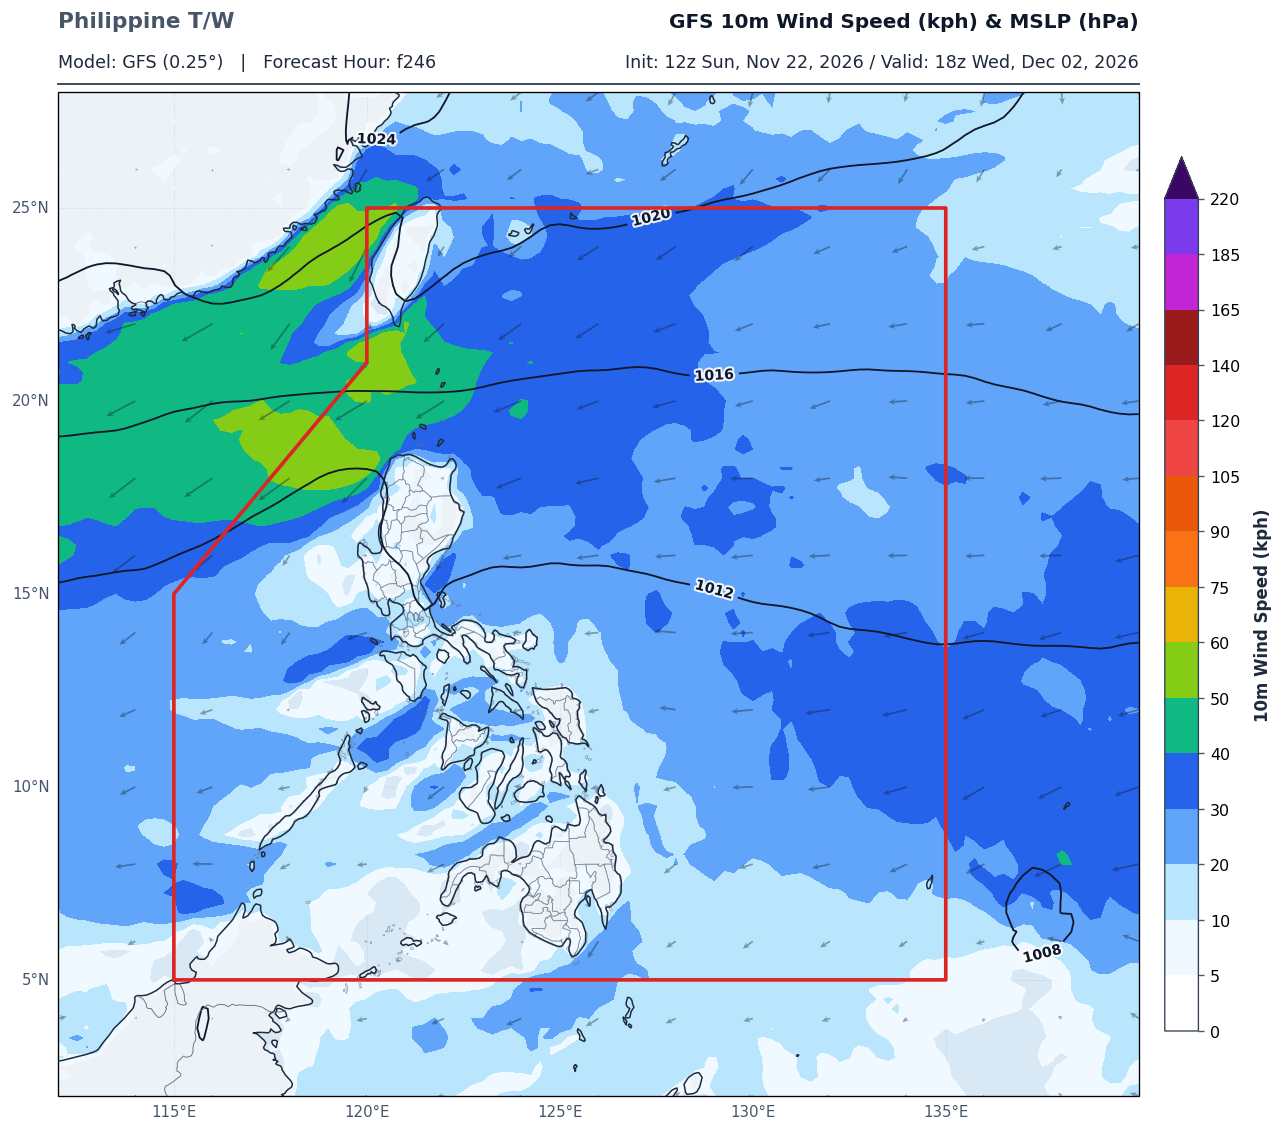 Philippine T/W
GFS 10m Wind Speed (kph) & MSLP (hPa)
Model: GFS (0.25°) | Forecast Hour: f246
Init: 12z Sun, Nov 22, 2026 / Valid: 18z Wed, Dec 02, 2026
1024
1020
1016
1012
1008
25°N
20°N
15°N
10°N
5°N
115°E
120°E
125°E
130°E
135°E
220
185
165
140
120
105
90
75
60
50
40
30
20
10
5
0
10m Wind Speed (kph)